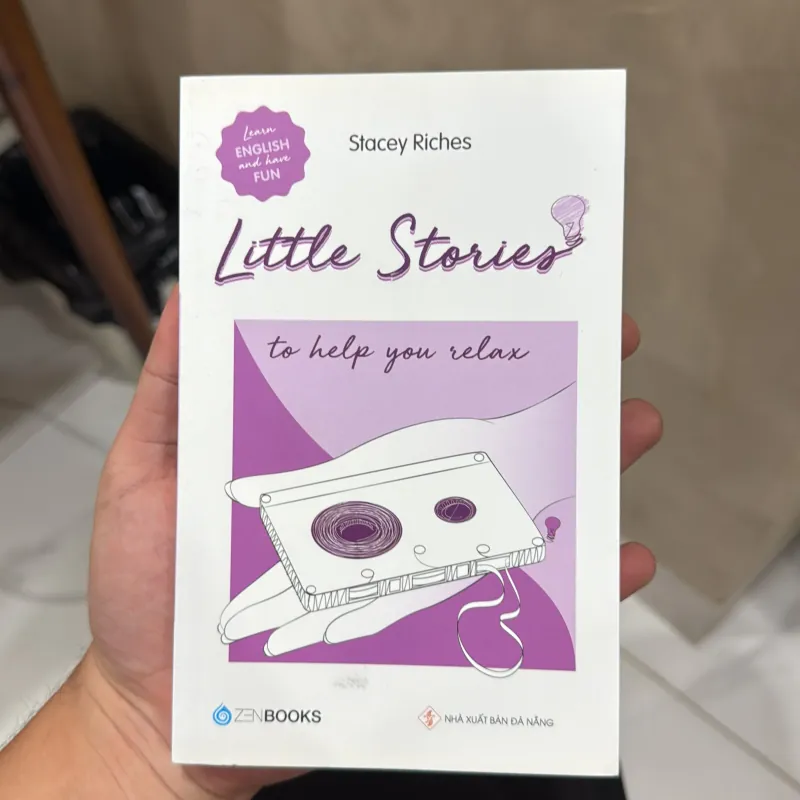 Learn
ENGLISH
and have
FUN
Stacey Riches
Little Stories
to help you relax
ZENBOOKS
NHÀ XUẤT BẢN ĐÀ NẴNG